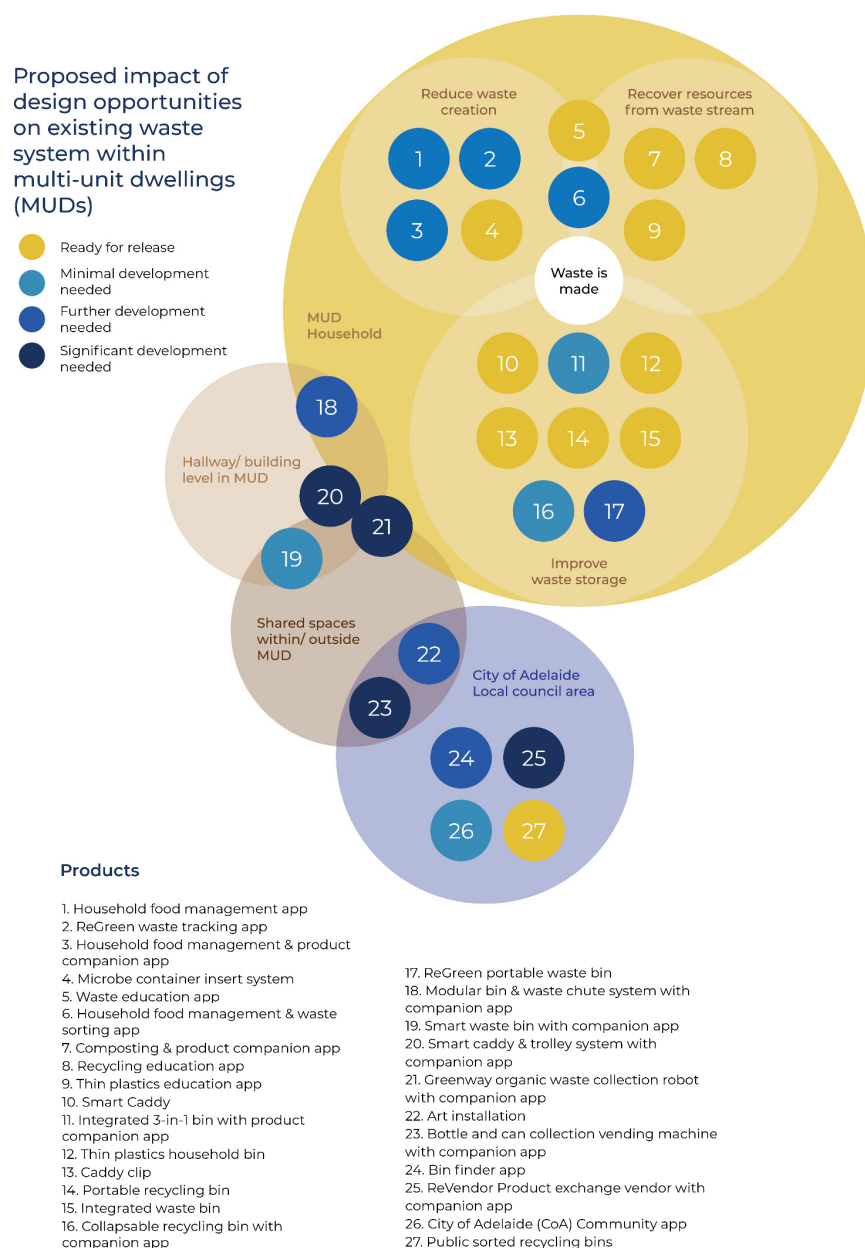 Proposed impact of
design opportunities
on existing waste
system within
multi-unit dwellings
(MUDs)
Ready for release
Minimal development
needed
Further development
needed
Significant development
needed
Reduce waste
creation
Recover resources
from waste stream
5
1
2
7
8
6
3
4
9
Waste is
made
MUD
Household
10
11
12
18
13
14
15
Hallway/ building
level in MUD
20
16
17
21
19
Improve
waste storage
Shared spaces
within/ outside
MUD
22
City of Adelaide
Local council area
23
24
25
26
27
Products
1. Household food management app
2. ReGreen waste tracking app
3. Household food management & product
companion app
4. Microbe container insert system
5. Waste education app
6. Household food management & waste
sorting app
7. Composting & product companion app
8. Recycling education app
9. Thin plastics education app
10. Smart Caddy
11. Integrated 3-in-1 bin with product
companion app
12. Thin plastics household bin
13. Caddy clip
14. Portable recycling bin
15. Integrated waste bin
16. Collapsable recycling bin with
companion app
17. ReGreen portable waste bin
18. Modular bin & waste chute system with
companion app
19. Smart waste bin with companion app
20. Smart caddy & trolley system with
companion app
21. Greenway organic waste collection robot
with companion app
22. Art installation
23. Bottle and can collection vending machine
with companion app
24. Bin finder app
25. ReVendor Product exchange vendor with
companion app
26. City of Adelaide (CoA) Community app
27. Public sorted recycling bins